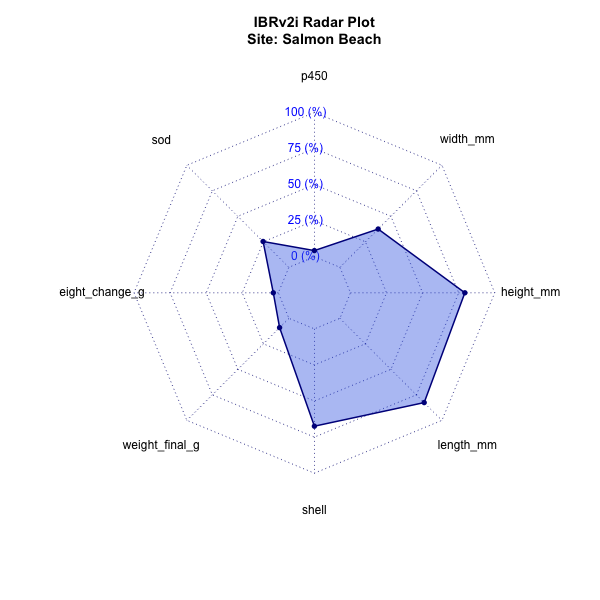 IBRv2i Radar Plot
Site: Salmon Beach
p450
100 (%)
sod
width_mm
75 (%)
50 (%)
25 (%)
0 (%)
eight_change_g
height_mm
weight_final_g
length_mm
shell